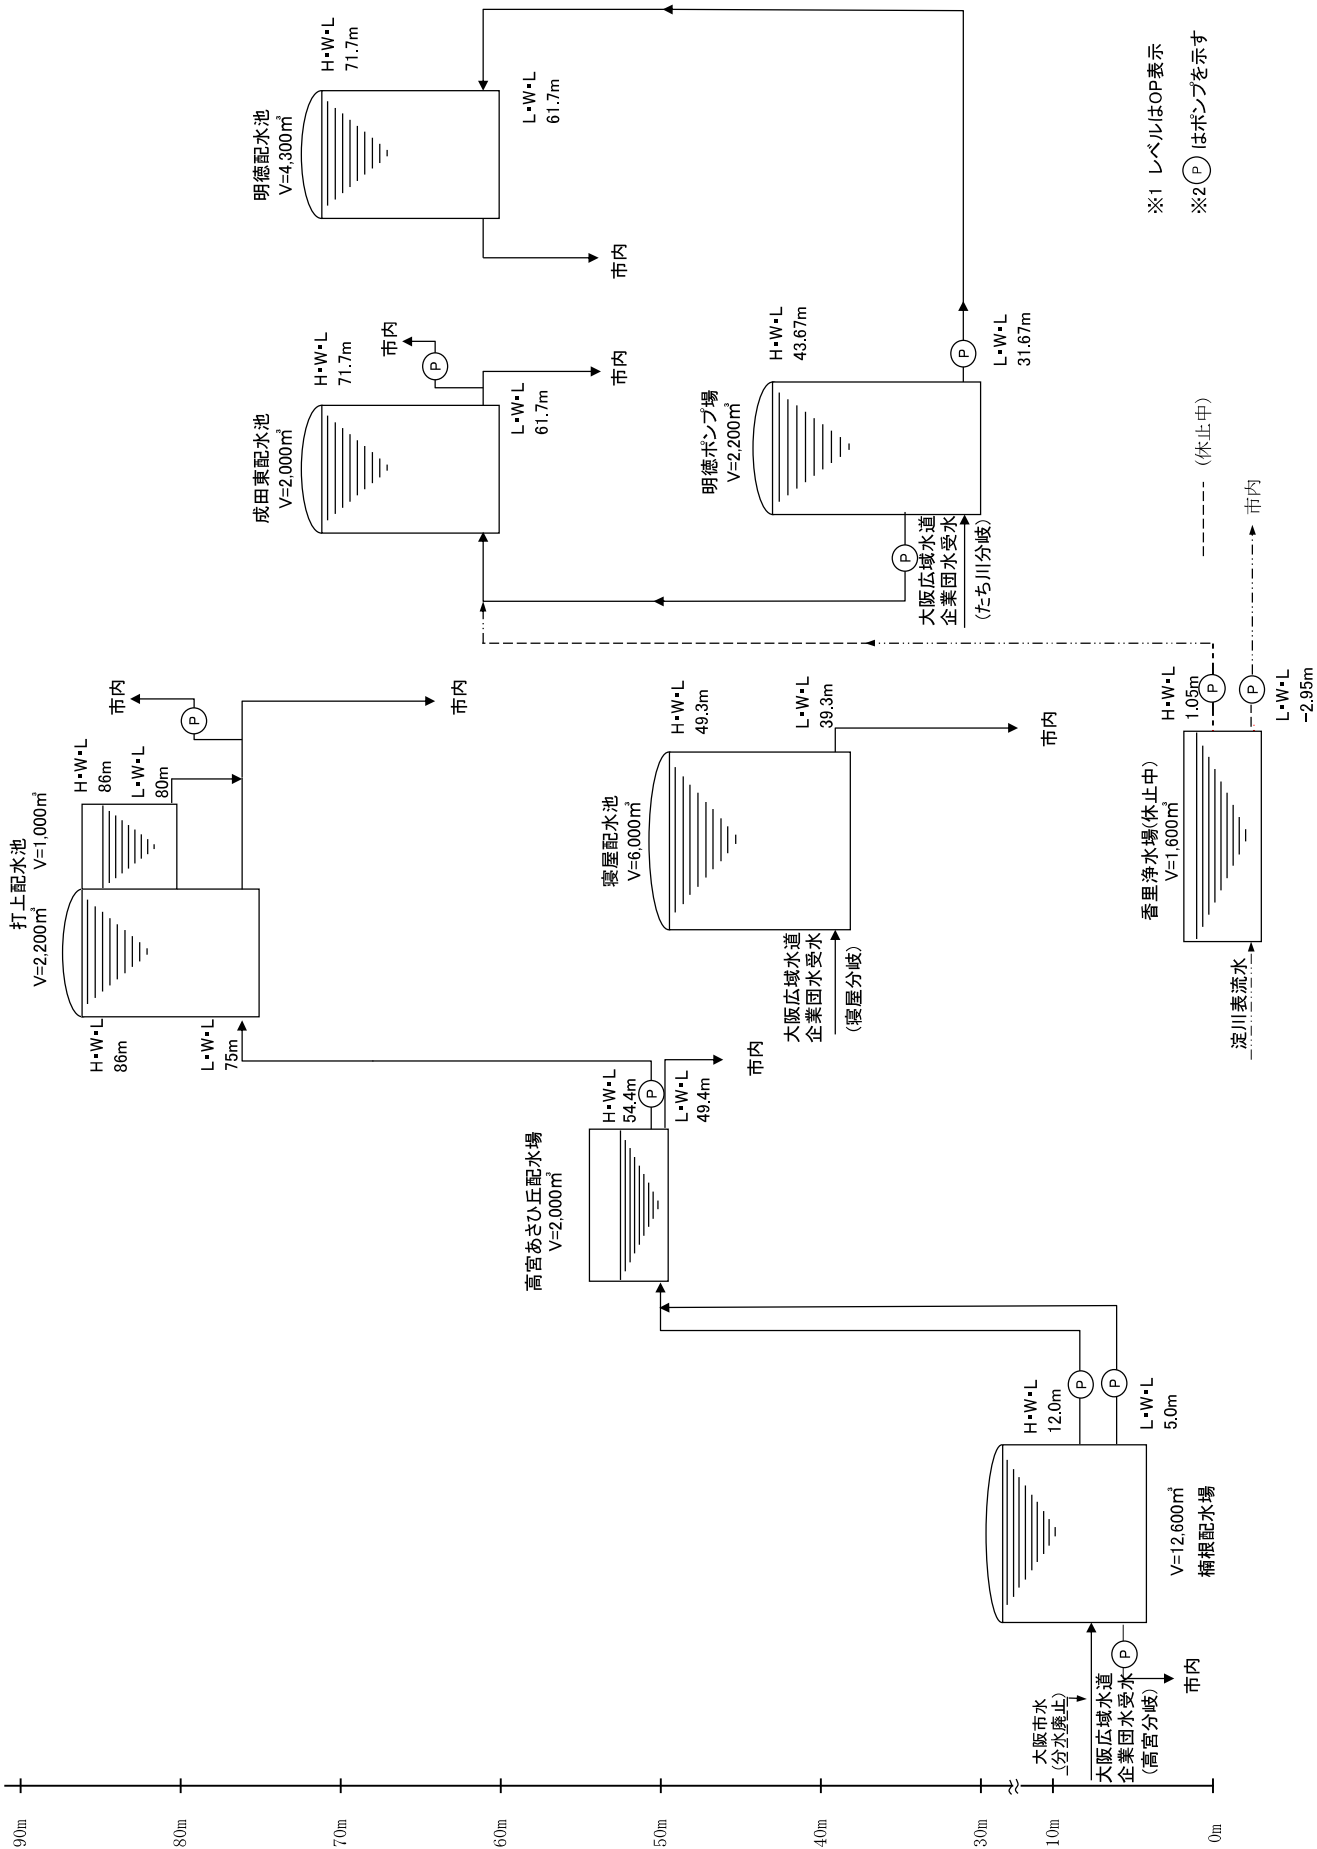 90m
80m
70m
60m
50m
40m
30m
10m
0m
打上配水池
V=2,200㎥
V=1,000㎥
H・W・L
86m
L・W・L
75m
H・W・L
86m
L・W・L
80m
P
市内
市内
高宮あさひ丘配水場
V=2,000㎥
H・W・L
54.4m
P
L・W・L
49.4m
市内
大阪市水
(分水廃止)
大阪広域水道
企業団水受水
(高宮分岐)
P
市内
H・W・L
12.0m
P
P
L・W・L
5.0m
V=12,600㎥
楠根配水場
寝屋配水池
V=6,000㎥
H・W・L
49.3m
L・W・L
39.3m
大阪広域水道
企業団水受水
(寝屋分岐)
市内
香里浄水場(休止中)
V=1,600㎥
淀川表流水
H・W・L
1.05m
P
P
L・W・L
-2.95m
市内
成田東配水池
V=2,000㎥
H・W・L
71.7m
L・W・L
61.7m
P
市内
市内
明徳配水池
V=4,300㎥
H・W・L
71.7m
L・W・L
61.7m
市内
明徳ポンプ場
V=2,200㎥
H・W・L
43.67m
L・W・L
31.67m
P
P
大阪広域水道
企業団水受水
(たち川分岐)
(休止中)
※1 レベルはOP表示
※2 P はポンプを示す